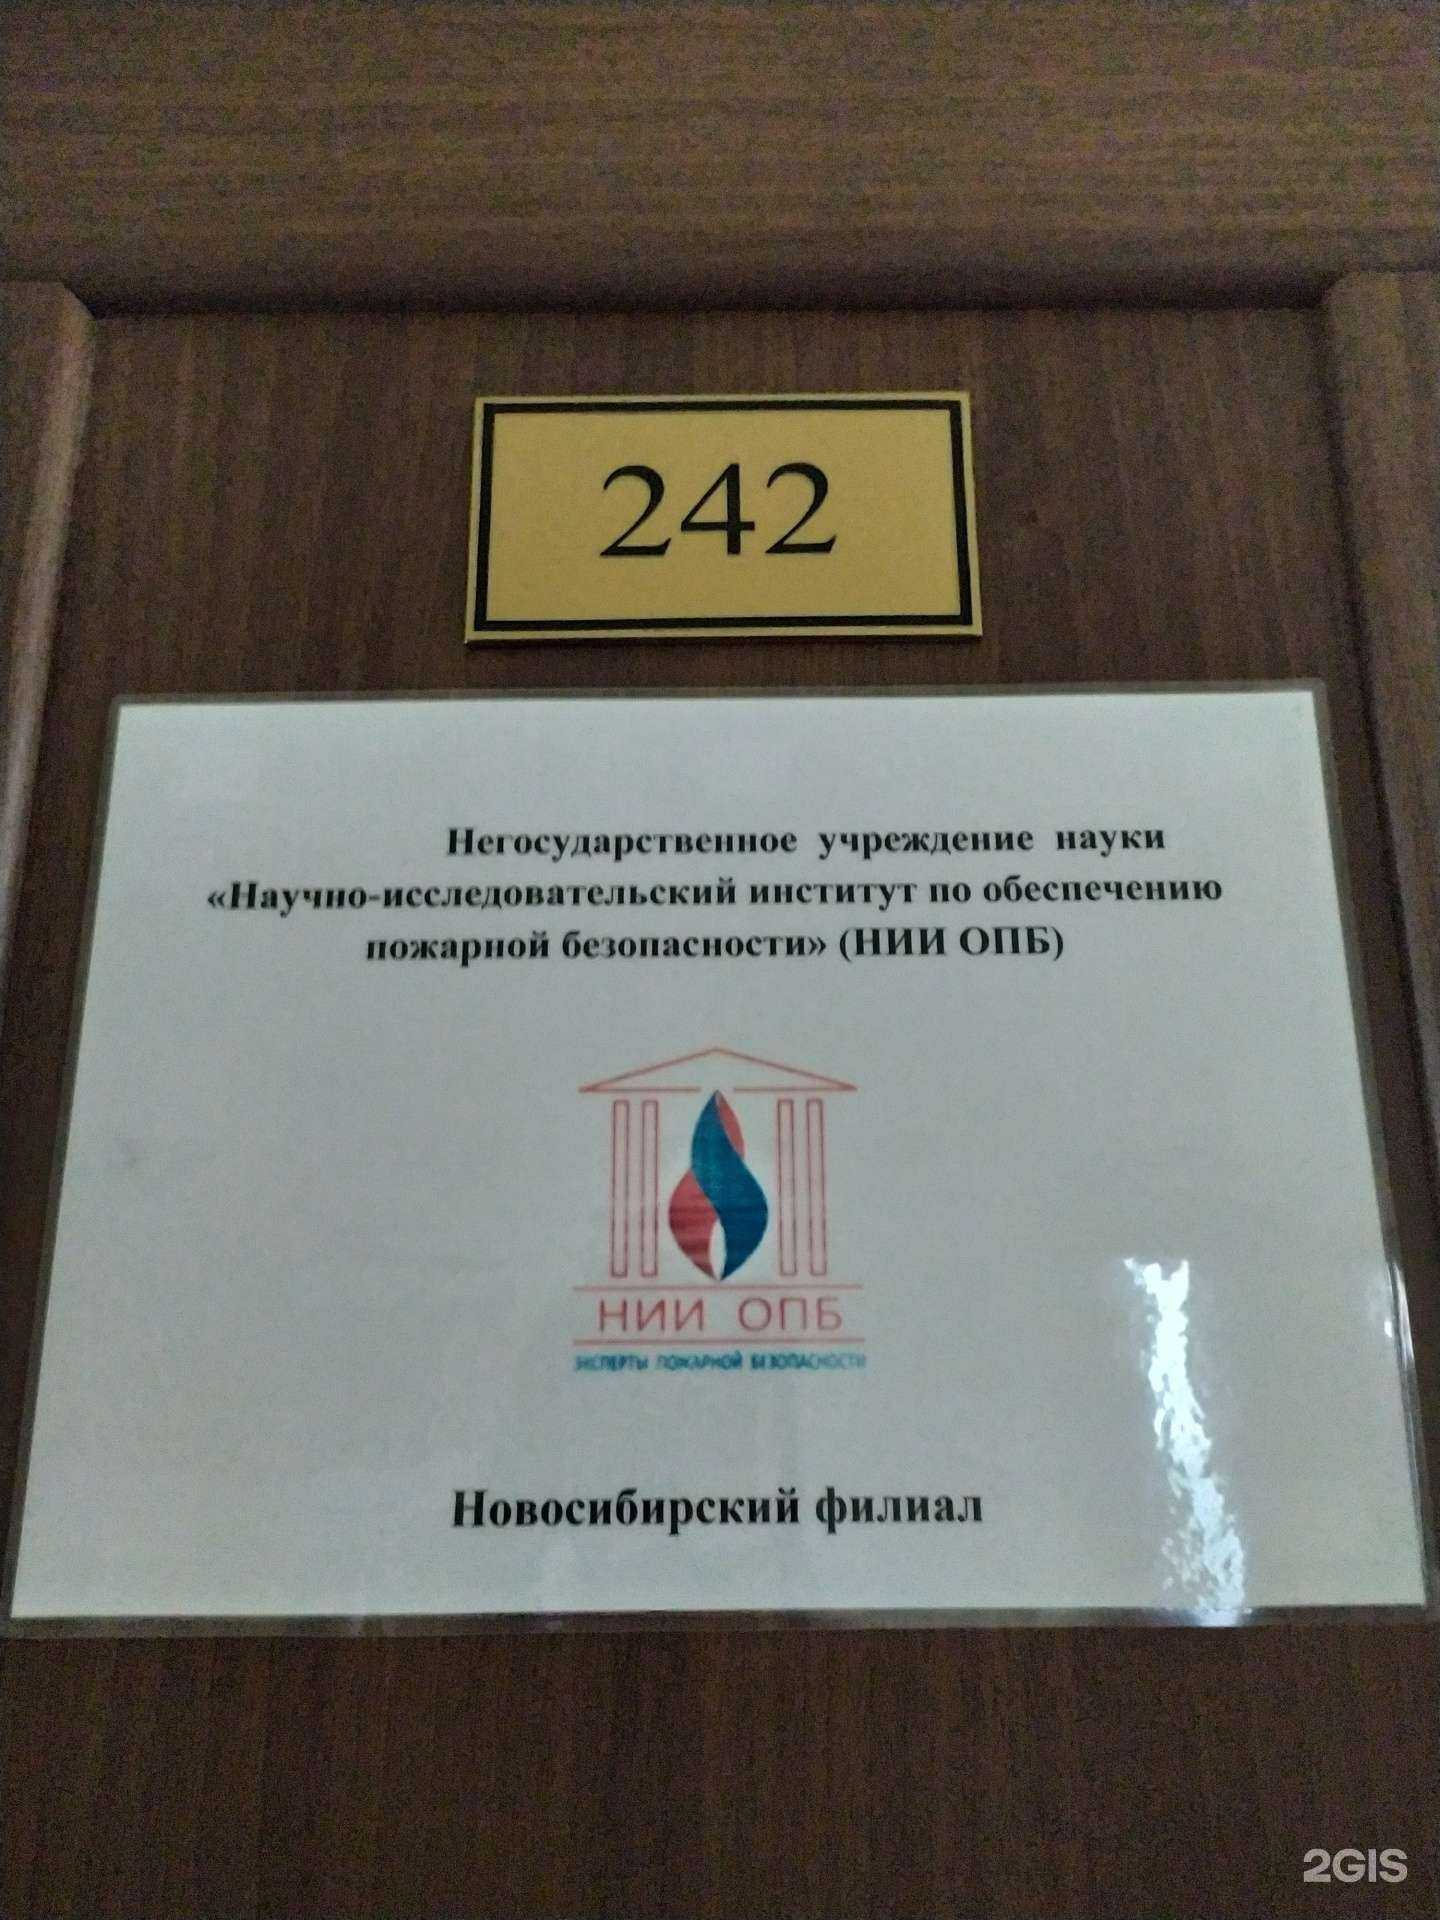 242
Негосударственное учреждение науки
«Научно-исследовательский институт по обеспечению
пожарной безопасности» (НИИ ОПБ)
НИИ ОПБ
ЭКСПЕРТЫ ПОЖАРНОЙ БЕЗОПАСНОСТИ
Новосибирский филиал
2GIS